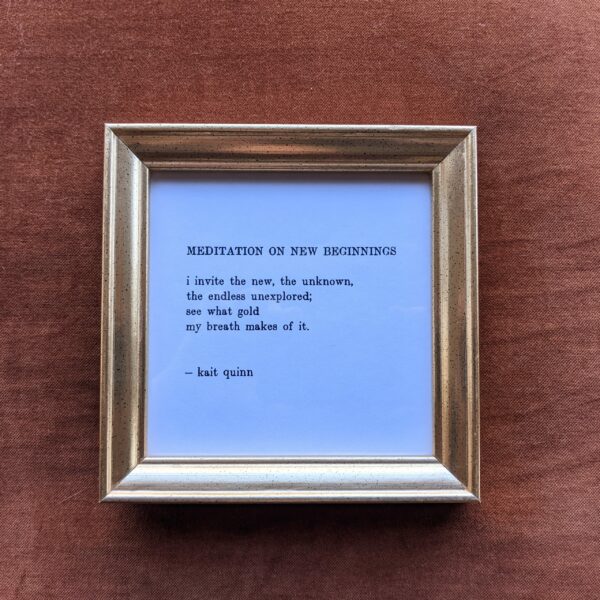 MEDITATION ON NEW BEGINNINGS
i invite the new, the unknown,
the endless unexplored;
see what gold
my breath makes of it.
— kait quinn